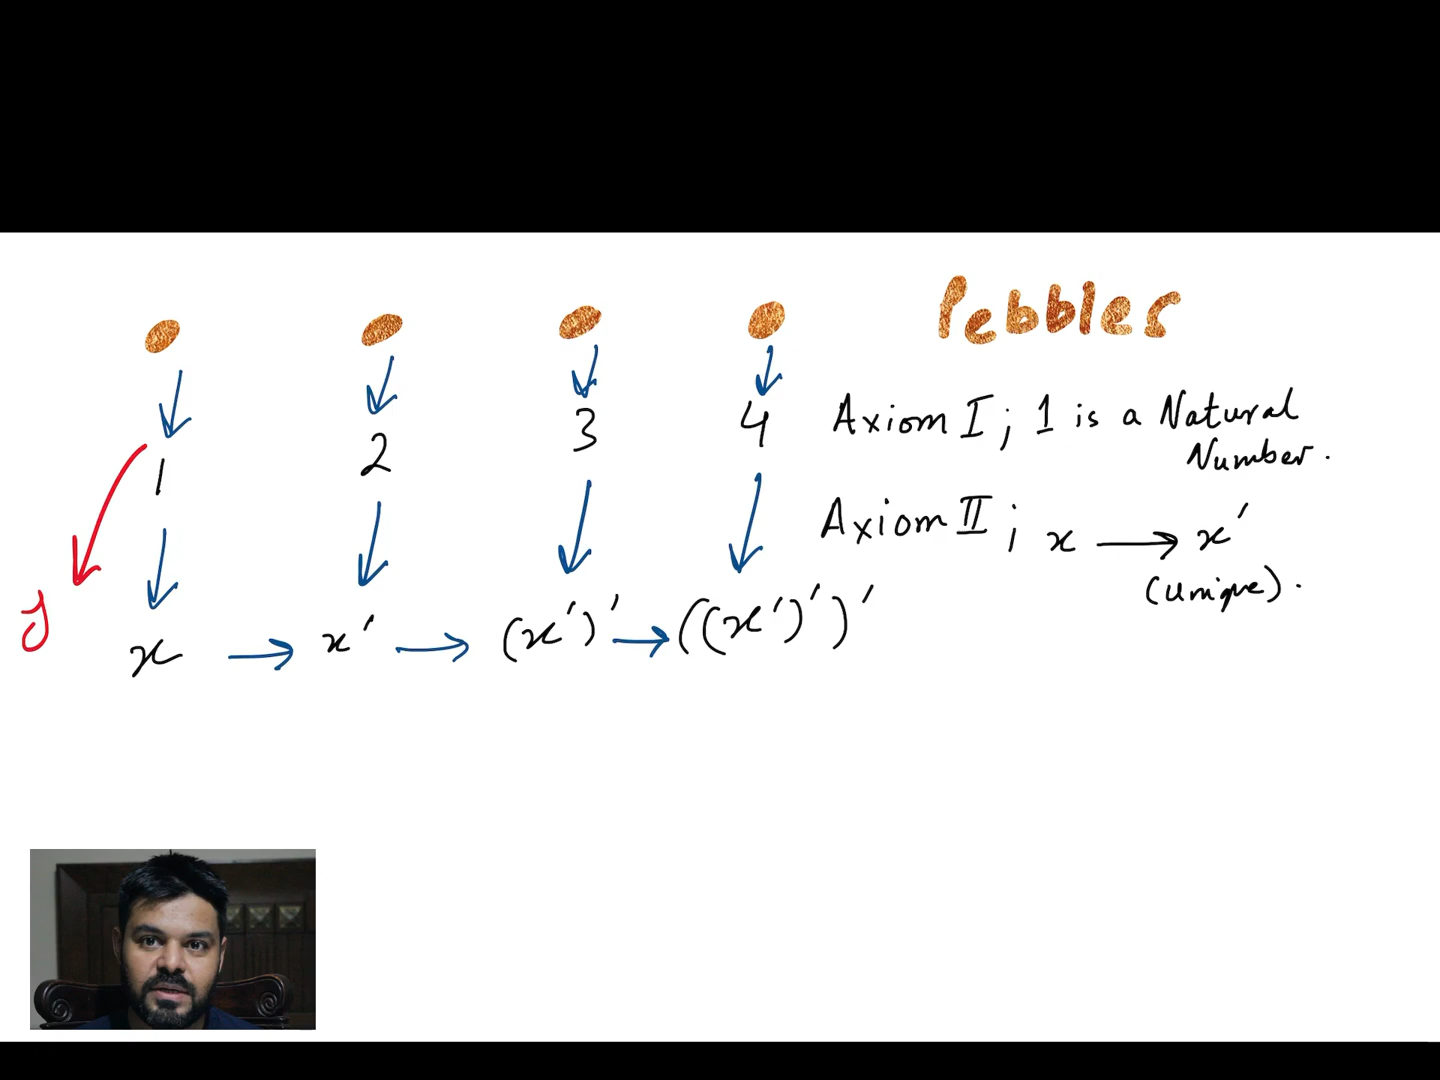 Pebbles
1 2 3 4
Axiom I ; 1 is a Natural
Number.
Axiom II ; x → x′
(unique).
x → x′ → (x′)′ → ((x′)′)′